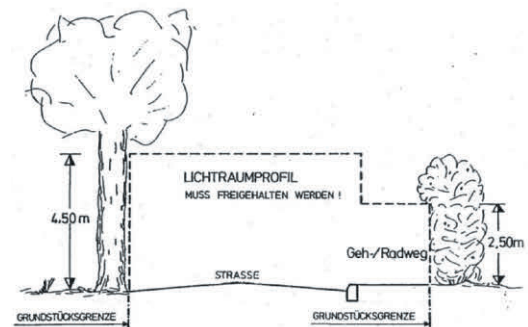 LICHTRAUMPROFIL
MUSS FREIGEHALTEN WERDEN !
4.50 m
2,50m
Geh-/Radweg
STRASSE
GRUNDSTÜCKSGRENZE
GRUNDSTÜCKSGRENZE